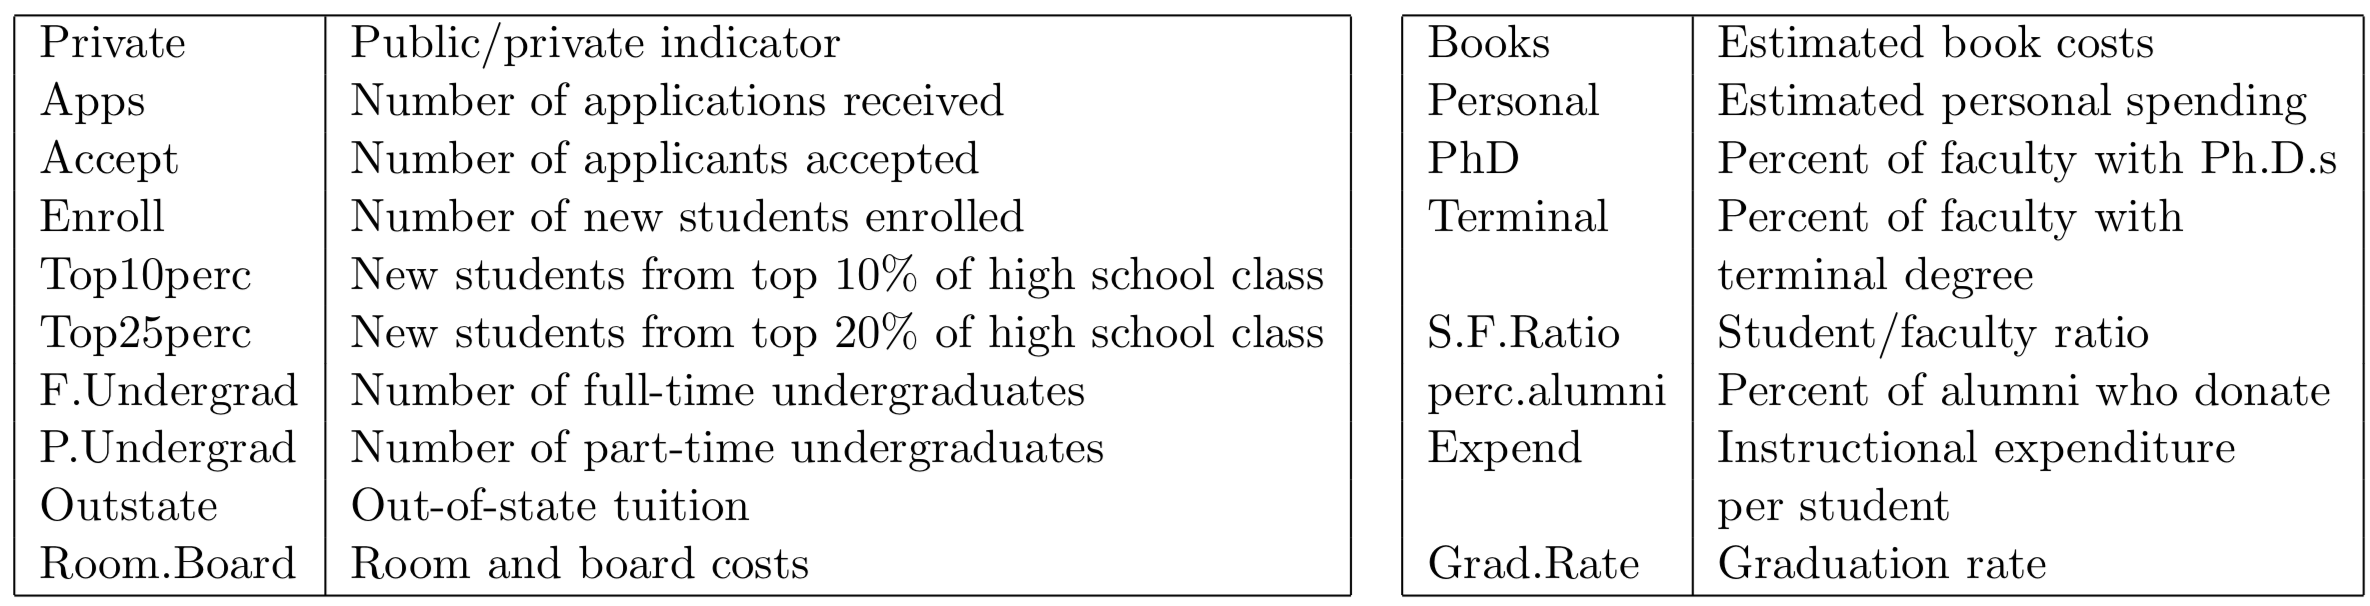 Private Public/private indicator
Apps Number of applications received
Accept Number of applicants accepted
Enroll Number of new students enrolled
Top10perc New students from top 10% of high school class
Top25perc New students from top 20% of high school class
F.Undergrad Number of full-time undergraduates
P.Undergrad Number of part-time undergraduates
Outstate Out-of-state tuition
Room.Board Room and board costs
Books Estimated book costs
Personal Estimated personal spending
PhD Percent of faculty with Ph.D.s
Terminal Percent of faculty with
terminal degree
S.F.Ratio Student/faculty ratio
perc.alumni Percent of alumni who donate
Expend Instructional expenditure
per student
Grad.Rate Graduation rate